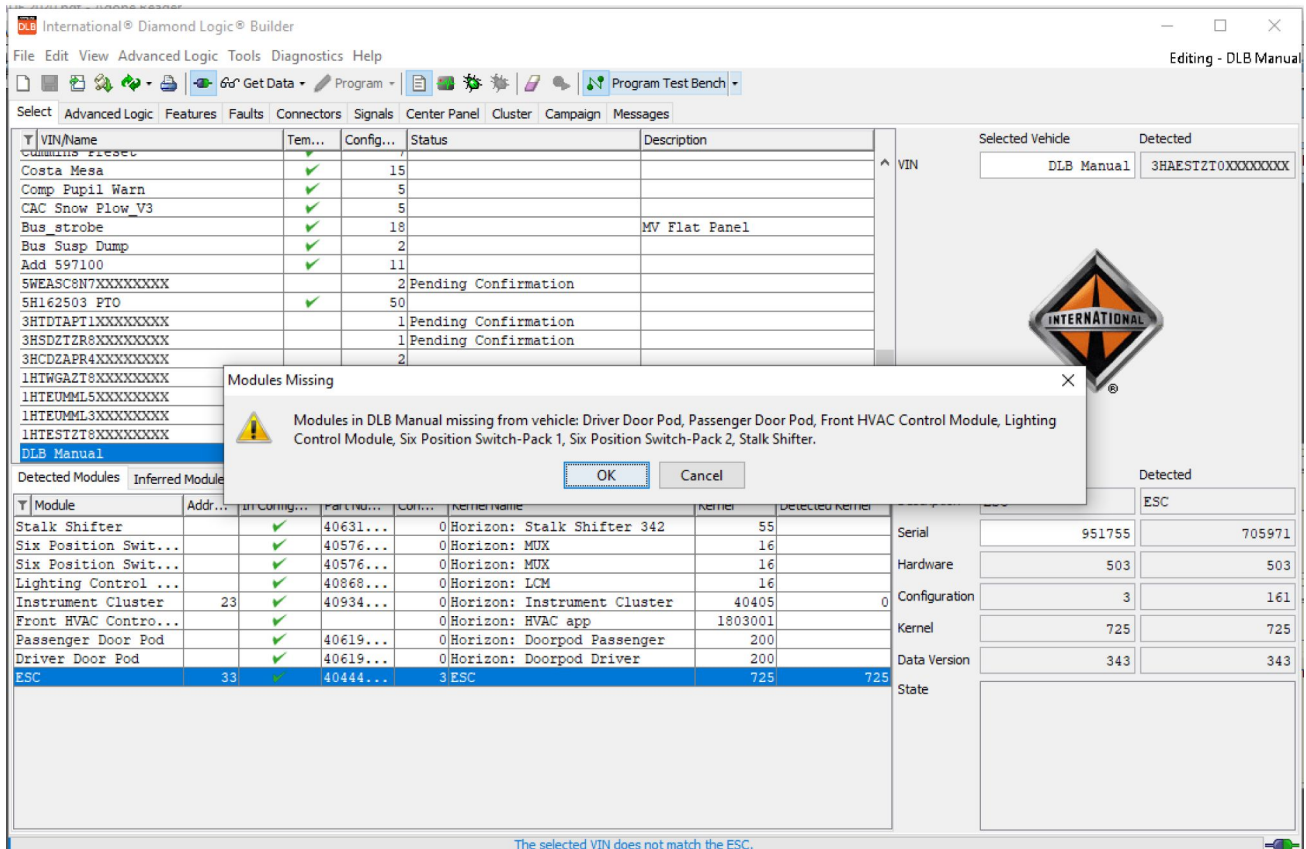 International® Diamond Logic® Builder
File Edit View Advanced Logic Tools Diagnostics Help
Editing - DLB Manual
Get Data Program Program Test Bench
Select Advanced Logic Features Faults Connectors Signals Center Panel Cluster Campaign Messages
VIN/Name Tem... Config... Status Description
Costa Mesa 15
Comp Pupil Warn 5
CAC Snow Plow_V3 5
Bus_strobe 18 MV Flat Panel
Bus Susp Dump 2
Add 597100 11
5WEASC8N7XXXXXXXX 2 Pending Confirmation
5H162503 PTO 50
3HTDTAPT1XXXXXXXX 1 Pending Confirmation
3HSDZTZR8XXXXXXXX 1 Pending Confirmation
3HCDZAPR4XXXXXXXX 2
1HTWGAZT8XXXXXXXX
1HTEUMML5XXXXXXXX
1HTEUMML3XXXXXXXX
1HTESTZT8XXXXXXXX
DLB Manual
Selected Vehicle Detected
VIN DLB Manual 3HAESTZT0XXXXXXXX
INTERNATIONAL
®
Modules Missing
Modules in DLB Manual missing from vehicle: Driver Door Pod, Passenger Door Pod, Front HVAC Control Module, Lighting
Control Module, Six Position Switch-Pack 1, Six Position Switch-Pack 2, Stalk Shifter.
OK Cancel
Detected Modules Inferred Module
Module Addr... In Config... Part Nu... Con... Kernel Name Kernel Detected Kernel
Stalk Shifter 40631... 0 Horizon: Stalk Shifter 342 55
Six Position Swit... 40576... 0 Horizon: MUX 16
Six Position Swit... 40576... 0 Horizon: MUX 16
Lighting Control ... 40868... 0 Horizon: LCM 16
Instrument Cluster 23 40934... 0 Horizon: Instrument Cluster 40405 0
Front HVAC Contro... 0 Horizon: HVAC app 1803001
Passenger Door Pod 40619... 0 Horizon: Doorpod Passenger 200
Driver Door Pod 40619... 0 Horizon: Doorpod Driver 200
ESC 33 40444... 3 ESC 725 725
Detected
ESC
Serial 951755 705971
Hardware 503 503
Configuration 3 161
Kernel 725 725
Data Version 343 343
State
The selected VIN does not match the ESC.